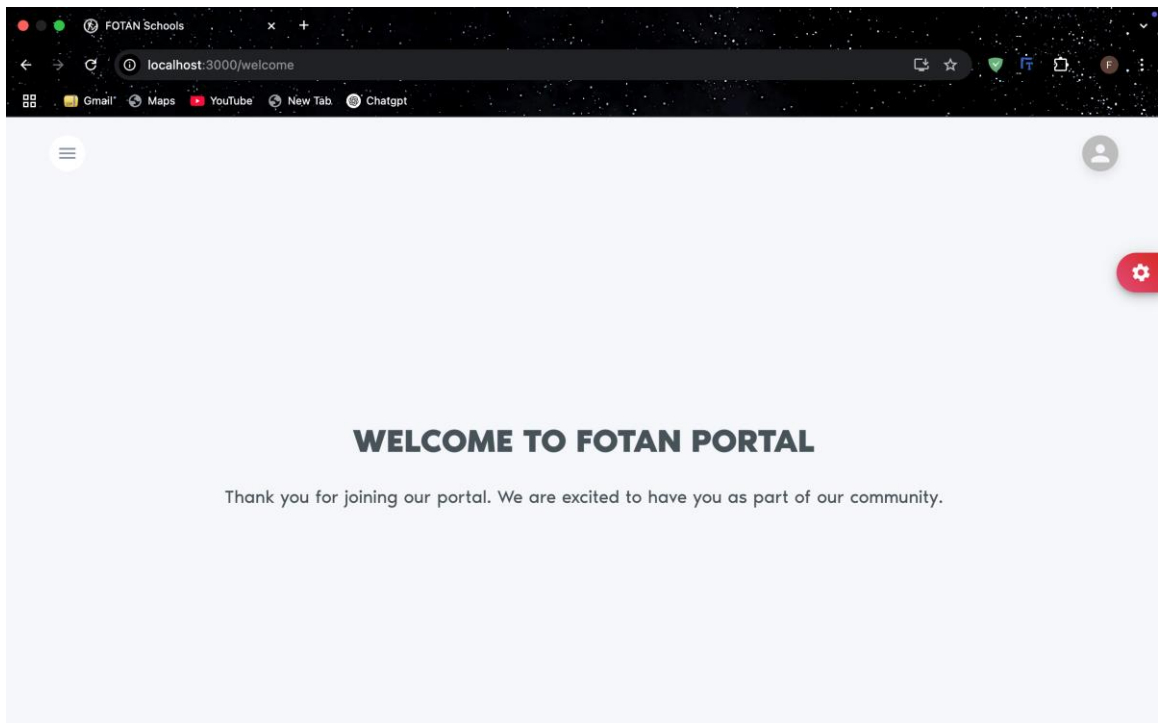 FOTAN Schools
localhost:3000/welcome
F
Gmail Maps YouTube New Tab Chatgpt
WELCOME TO FOTAN PORTAL
Thank you for joining our portal. We are excited to have you as part of our community.